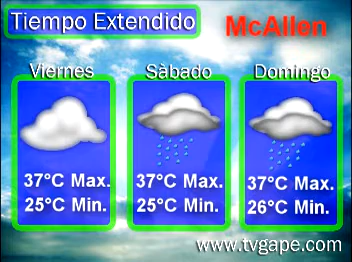 Tiempo Extendido
McAllen
Viernes
Sàbado
Domingo
37°C Max.
25°C Min.
37°C Max.
25°C Min.
37°C Max.
26°C Min.
www.tvgape.com